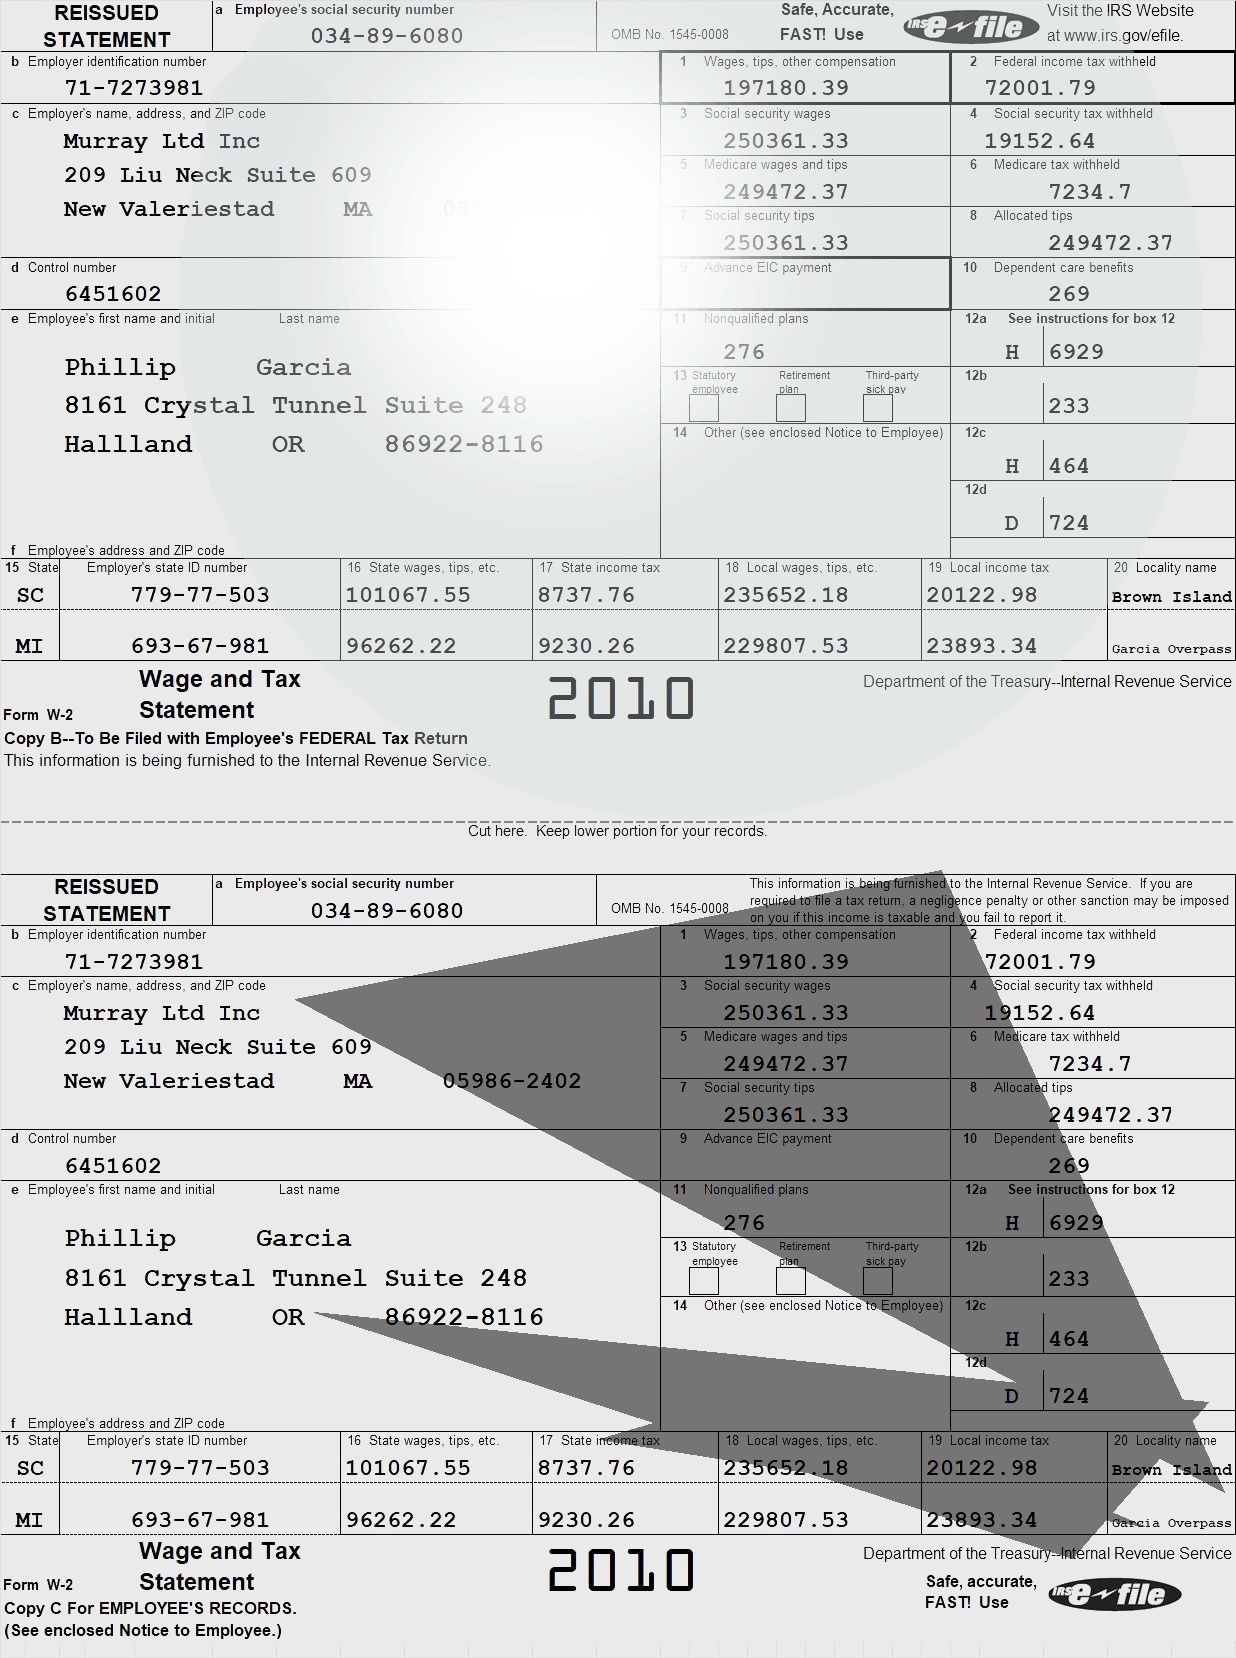 REISSUED STATEMENT
a Employee's social security number
034-89-6080
OMB No. 1545-0008
Safe, Accurate, FAST! Use
IRS e-file
Visit the IRS Website at www.irs.gov/efile.
b Employer identification number
71-7273981
1 Wages, tips, other compensation
197180.39
2 Federal income tax withheld
72001.79
c Employer's name, address, and ZIP code
Murray Ltd Inc
209 Liu Neck Suite 609
New Valeriestad MA
3 Social security wages
250361.33
4 Social security tax withheld
19152.64
5 Medicare wages and tips
249472.37
6 Medicare tax withheld
7234.7
7 Social security tips
250361.33
8 Allocated tips
249472.37
d Control number
6451602
9 Advance EIC payment
10 Dependent care benefits
269
e Employee's first name and initial Last name
Phillip Garcia
8161 Crystal Tunnel Suite 248
Hallland OR 86922-8116
11 Nonqualified plans
276
12a See instructions for box 12
H 6929
13 Statutory employee Retirement plan Third-party sick pay
12b
233
14 Other (see enclosed Notice to Employee)
12c
H 464
12d
D 724
f Employee's address and ZIP code
15 State Employer's state ID number 16 State wages, tips, etc. 17 State income tax 18 Local wages, tips, etc. 19 Local income tax 20 Locality name
SC 779-77-503 101067.55 8737.76 235652.18 20122.98 Brown Island
MI 693-67-981 96262.22 9230.26 229807.53 23893.34 Garcia Overpass
Form W-2 Wage and Tax Statement
2010
Department of the Treasury--Internal Revenue Service
Copy B--To Be Filed with Employee's FEDERAL Tax Return
This information is being furnished to the Internal Revenue Service.
Cut here. Keep lower portion for your records.
REISSUED STATEMENT
a Employee's social security number
034-89-6080
OMB No. 1545-0008
This information is being furnished to the Internal Revenue Service. If you are
required to file a tax return, a negligence penalty or other sanction may be imposed
on you if this income is taxable and you fail to report it.
b Employer identification number
71-7273981
1 Wages, tips, other compensation
197180.39
2 Federal income tax withheld
72001.79
c Employer's name, address, and ZIP code
Murray Ltd Inc
209 Liu Neck Suite 609
New Valeriestad MA 05986-2402
3 Social security wages
250361.33
4 Social security tax withheld
19152.64
5 Medicare wages and tips
249472.37
6 Medicare tax withheld
7234.7
7 Social security tips
250361.33
8 Allocated tips
249472.37
d Control number
6451602
9 Advance EIC payment
10 Dependent care benefits
269
e Employee's first name and initial Last name
Phillip Garcia
8161 Crystal Tunnel Suite 248
Hallland OR 86922-8116
11 Nonqualified plans
276
12a See instructions for box 12
H 6929
13 Statutory employee Retirement plan Third-party sick pay
12b
233
14 Other (see enclosed Notice to Employee)
12c
H 464
12d
D 724
f Employee's address and ZIP code
15 State Employer's state ID number 16 State wages, tips, etc. 17 State income tax 18 Local wages, tips, etc. 19 Local income tax 20 Locality name
SC 779-77-503 101067.55 8737.76 235652.18 20122.98 Brown Island
MI 693-67-981 96262.22 9230.26 229807.53 23893.34 Garcia Overpass
Form W-2 Wage and Tax Statement
2010
Department of the Treasury--Internal Revenue Service
Safe, accurate, FAST! Use
IRS e-file
Copy C For EMPLOYEE'S RECORDS.
(See enclosed Notice to Employee.)